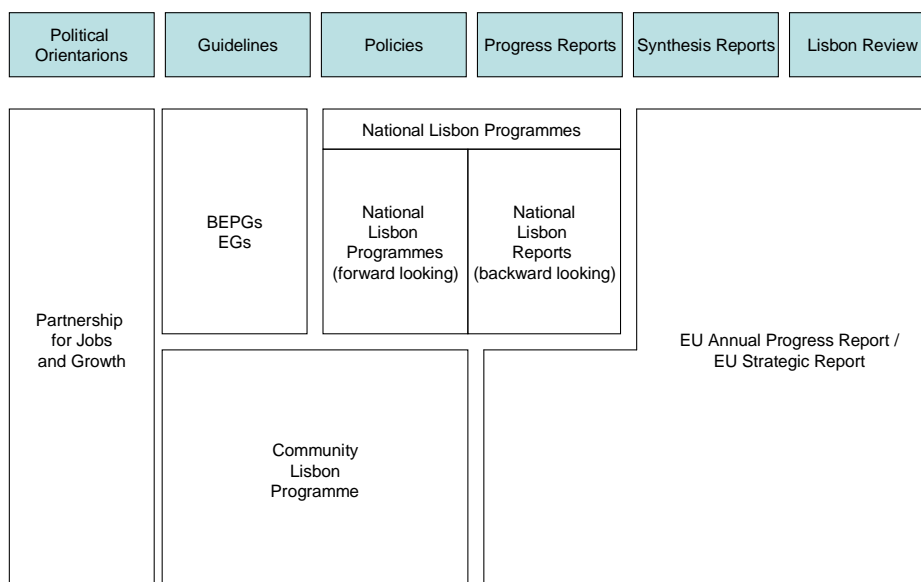 Political
Orientarions
Guidelines
Policies
Progress Reports
Synthesis Reports
Lisbon Review
National Lisbon Programmes
BEPGs
EGs
National
Lisbon
Programmes
(forward looking)
National
Lisbon
Reports
(backward looking)
Partnership
for Jobs
and Growth
EU Annual Progress Report /
EU Strategic Report
Community
Lisbon
Programme